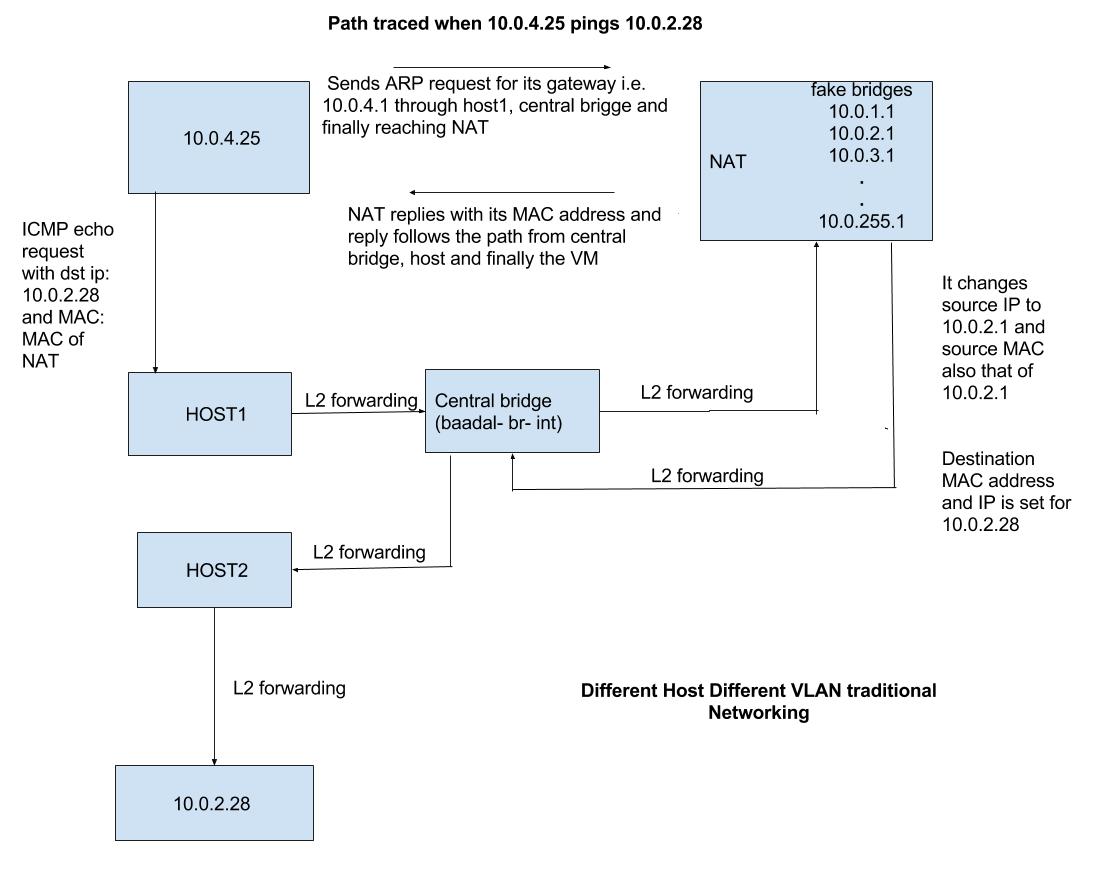 Path traced when 10.0.4.25 pings 10.0.2.28
10.0.4.25
Sends ARP request for its gateway i.e.
10.0.4.1 through host1, central brigge and
finally reaching NAT
NAT replies with its MAC address and
reply follows the path from central
bridge, host and finally the VM
NAT
fake bridges
10.0.1.1
10.0.2.1
10.0.3.1
.
.
10.0.255.1
ICMP echo
request
with dst ip:
10.0.2.28
and MAC:
MAC of
NAT
It changes
source IP to
10.0.2.1 and
source MAC
also that of
10.0.2.1
HOST1
L2 forwarding
Central bridge
(baadal- br- int)
L2 forwarding
L2 forwarding
Destination
MAC address
and IP is set for
10.0.2.28
HOST2
L2 forwarding
L2 forwarding
Different Host Different VLAN traditional
Networking
10.0.2.28